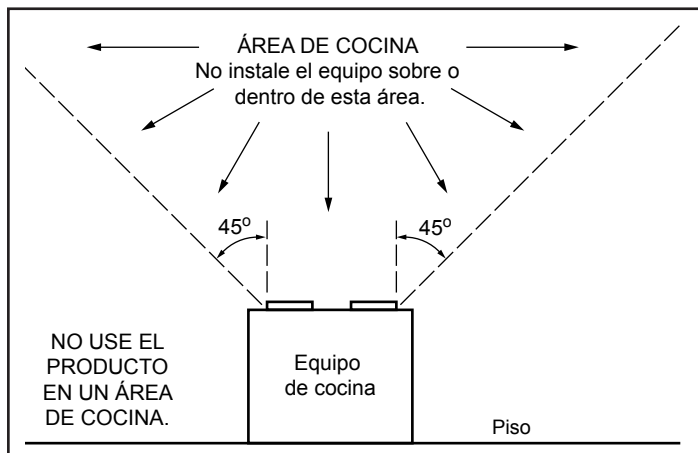 ÁREA DE COCINA
No instale el equipo sobre o
dentro de esta área.
45º
45º
NO USE EL
PRODUCTO
EN UN ÁREA
DE COCINA.
Equipo
de cocina
Piso